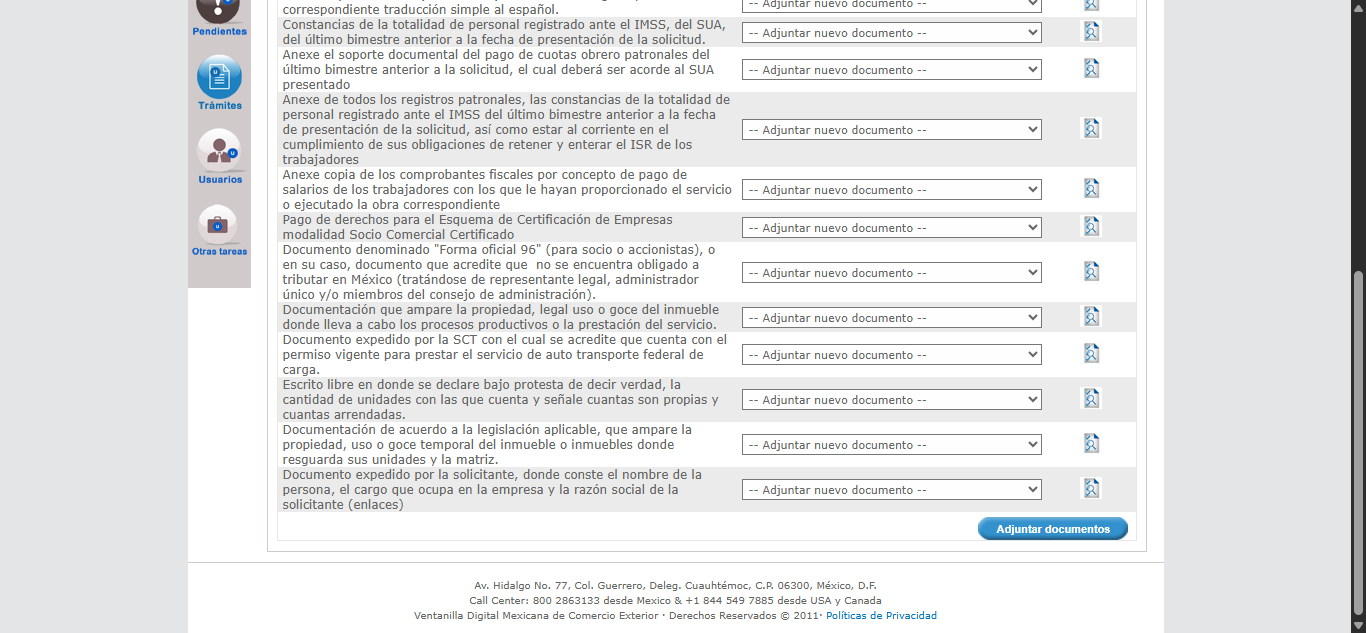 correspondiente traducción simple al español.
-- Adjuntar nuevo documento --
Pendientes
Constancias de la totalidad de personal registrado ante el IMSS, del SUA,
del último bimestre anterior a la fecha de presentación de la solicitud.
-- Adjuntar nuevo documento --
Anexe el soporte documental del pago de cuotas obrero patronales del
último bimestre anterior a la solicitud, el cual deberá ser acorde al SUA
presentado
-- Adjuntar nuevo documento --
Trámites
Anexe de todos los registros patronales, las constancias de la totalidad de
personal registrado ante el IMSS del último bimestre anterior a la fecha
de presentación de la solicitud, así como estar al corriente en el
cumplimiento de sus obligaciones de retener y enterar el ISR de los
trabajadores
-- Adjuntar nuevo documento --
Usuarios
Anexe copia de los comprobantes fiscales por concepto de pago de
salarios de los trabajadores con los que le hayan proporcionado el servicio
o ejecutado la obra correspondiente
-- Adjuntar nuevo documento --
Pago de derechos para el Esquema de Certificación de Empresas
modalidad Socio Comercial Certificado
-- Adjuntar nuevo documento --
Otras tareas
Documento denominado "Forma oficial 96" (para socio o accionistas), o
en su caso, documento que acredite que  no se encuentra obligado a
tributar en México (tratándose de representante legal, administrador
único y/o miembros del consejo de administración).
-- Adjuntar nuevo documento --
Documentación que ampare la propiedad, legal uso o goce del inmueble
donde lleva a cabo los procesos productivos o la prestación del servicio.
-- Adjuntar nuevo documento --
Documento expedido por la SCT con el cual se acredite que cuenta con el
permiso vigente para prestar el servicio de auto transporte federal de
carga.
-- Adjuntar nuevo documento --
Escrito libre en donde se declare bajo protesta de decir verdad, la
cantidad de unidades con las que cuenta y señale cuantas son propias y
cuantas arrendadas.
-- Adjuntar nuevo documento --
Documentación de acuerdo a la legislación aplicable, que ampare la
propiedad, uso o goce temporal del inmueble o inmuebles donde
resguarda sus unidades y la matriz.
-- Adjuntar nuevo documento --
Documento expedido por la solicitante, donde conste el nombre de la
persona, el cargo que ocupa en la empresa y la razón social de la
solicitante (enlaces)
-- Adjuntar nuevo documento --
Adjuntar documentos
Av. Hidalgo No. 77, Col. Guerrero, Deleg. Cuauhtémoc, C.P. 06300, México, D.F.
Call Center: 800 2863133 desde Mexico & +1 844 549 7885 desde USA y Canada
Ventanilla Digital Mexicana de Comercio Exterior · Derechos Reservados © 2011· Políticas de Privacidad